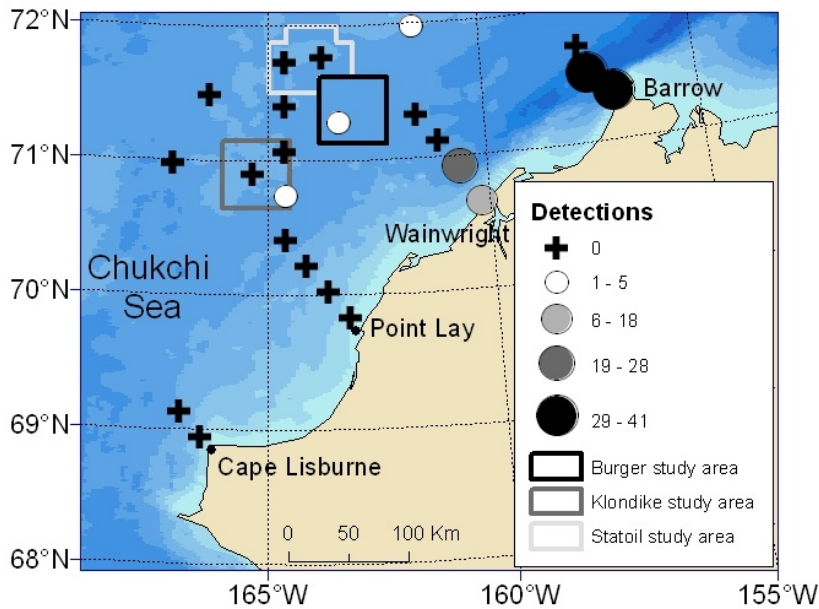 72°N
Barrow
71°N
Detections
0
Wainwright
1 - 5
Chukchi
Sea
6 - 18
70°N
Point Lay
19 - 28
29 - 41
69°N
Cape Lisburne
Burger study area
Klondike study area
0 50 100 Km
Statoil study area
68°N
165°W
160°W
155°W